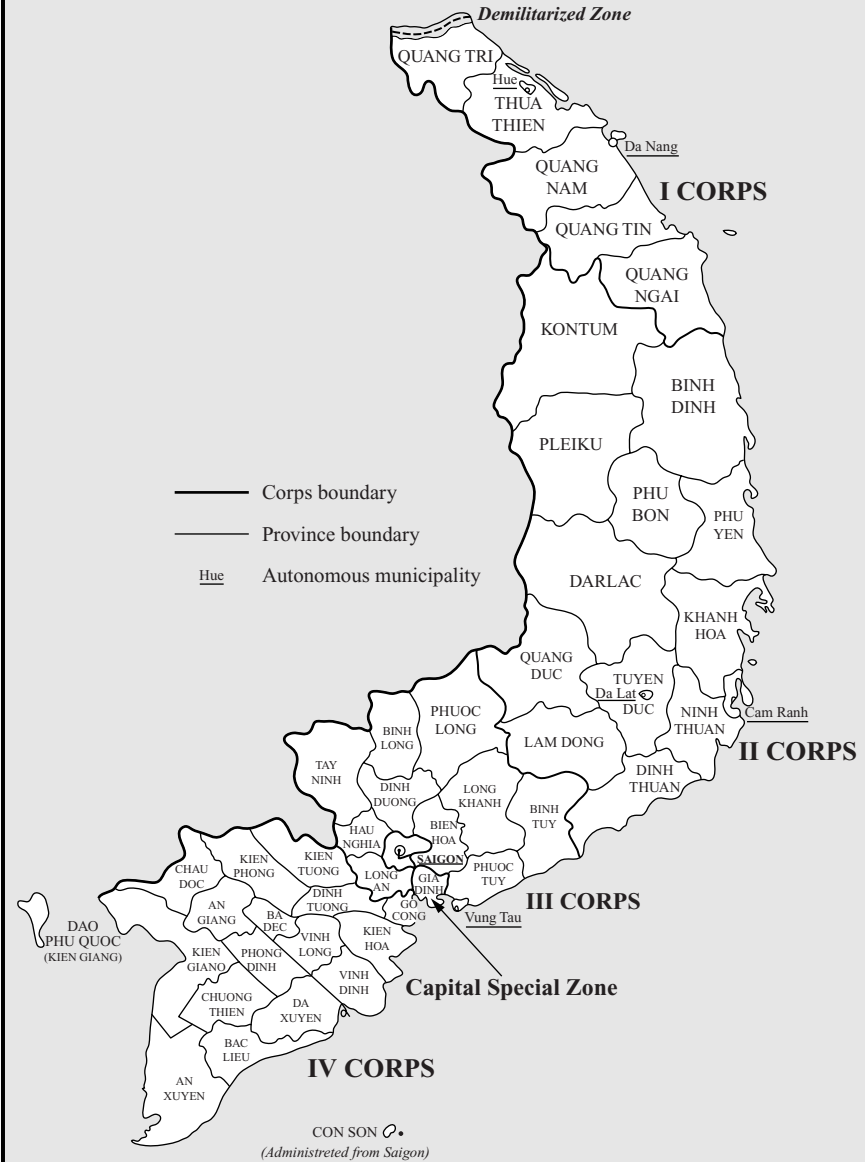 Demilitarized Zone
QUANG TRI
Hue
THUA
THIEN
Da Nang
QUANG
NAM
I CORPS
QUANG TIN
QUANG
NGAI
KONTUM
BINH
DINH
PLEIKU
Corps boundary
PHU
BON
PHU
YEN
Province boundary
Hue
Autonomous municipality
DARLAC
KHANH
HOA
QUANG
DUC
TUYEN
DUC
Da Lat
NINH
THUAN
Cam Ranh
II CORPS
PHUOC
LONG
BINH
LONG
LAM DONG
TAY
NINH
DINH
THUAN
DINH
DUONG
LONG
KHANH
BINH
TUY
HAU
NGHIA
BIEN
HOA
SAIGON
KIEN
TUONG
KIEN
PHONG
CHAU
DOC
LONG
AN
GIA
DINH
PHUOC
TUY
III CORPS
DINH
TUONG
GO
CONG
Vung Tau
AN
GIANG
BA
DEC
DAO
PHU QUOC
(KIEN GIANG)
VINH
LONG
KIEN
HOA
KIEN
GIANO
PHONG
DINH
VINH
DINH
Capital Special Zone
CHUONG
THIEN
DA
XUYEN
BAC
LIEU
IV CORPS
AN
XUYEN
CON SON
(Administreted from Saigon)